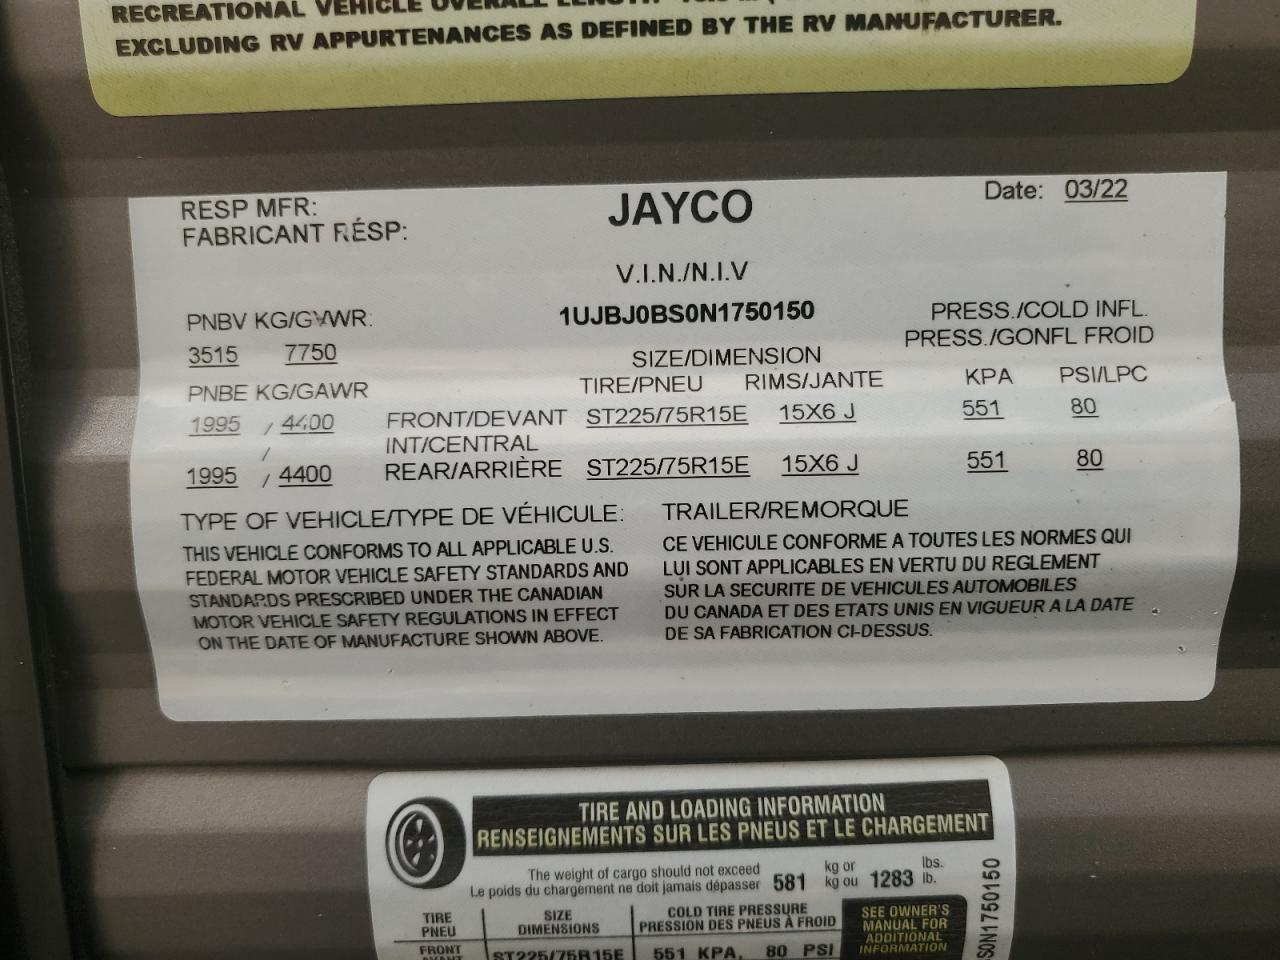 RECREATIONAL VEHICLE OVERALL LENGTH
EXCLUDING RV APPURTENANCES AS DEFINED BY THE RV MANUFACTURER.
RESP MFR:
FABRICANT RÉSP:
JAYCO
Date: 03/22
V.I.N./N.I.V
1UJBJ0BS0N1750150
PNBV KG/GVWR:
3515 7750
PRESS./COLD INFL.
PRESS./GONFL FROID
SIZE/DIMENSION
PNBE KG/GAWR TIRE/PNEU RIMS/JANTE KPA PSI/LPC
1995 / 4400 FRONT/DEVANT ST225/75R15E 15X6 J 551 80
/ INT/CENTRAL
1995 / 4400 REAR/ARRIÈRE ST225/75R15E 15X6 J 551 80
TYPE OF VEHICLE/TYPE DE VÉHICULE: TRAILER/REMORQUE
THIS VEHICLE CONFORMS TO ALL APPLICABLE U.S.
FEDERAL MOTOR VEHICLE SAFETY STANDARDS AND
STANDARDS PRESCRIBED UNDER THE CANADIAN
MOTOR VEHICLE SAFETY REGULATIONS IN EFFECT
ON THE DATE OF MANUFACTURE SHOWN ABOVE.
CE VEHICULE CONFORME A TOUTES LES NORMES QUI
LUI SONT APPLICABLES EN VERTU DU REGLEMENT
SUR LA SECURITE DE VEHICULES AUTOMOBILES
DU CANADA ET DES ETATS UNIS EN VIGUEUR A LA DATE
DE SA FABRICATION CI-DESSUS.
TIRE AND LOADING INFORMATION
RENSEIGNEMENTS SUR LES PNEUS ET LE CHARGEMENT
The weight of cargo should not exceed
Le poids du chargement ne doit jamais dépasser
581 kg or
kg ou
1283 lbs.
lb.
TIRE
PNEU
SIZE
DIMENSIONS
COLD TIRE PRESSURE
PRESSION DES PNEUS À FROID
SEE OWNER'S
MANUAL FOR
ADDITIONAL
INFORMATION
FRONT
AVANT
ST225/75R15E 551 KPA, 80 PSI
S0N1750150